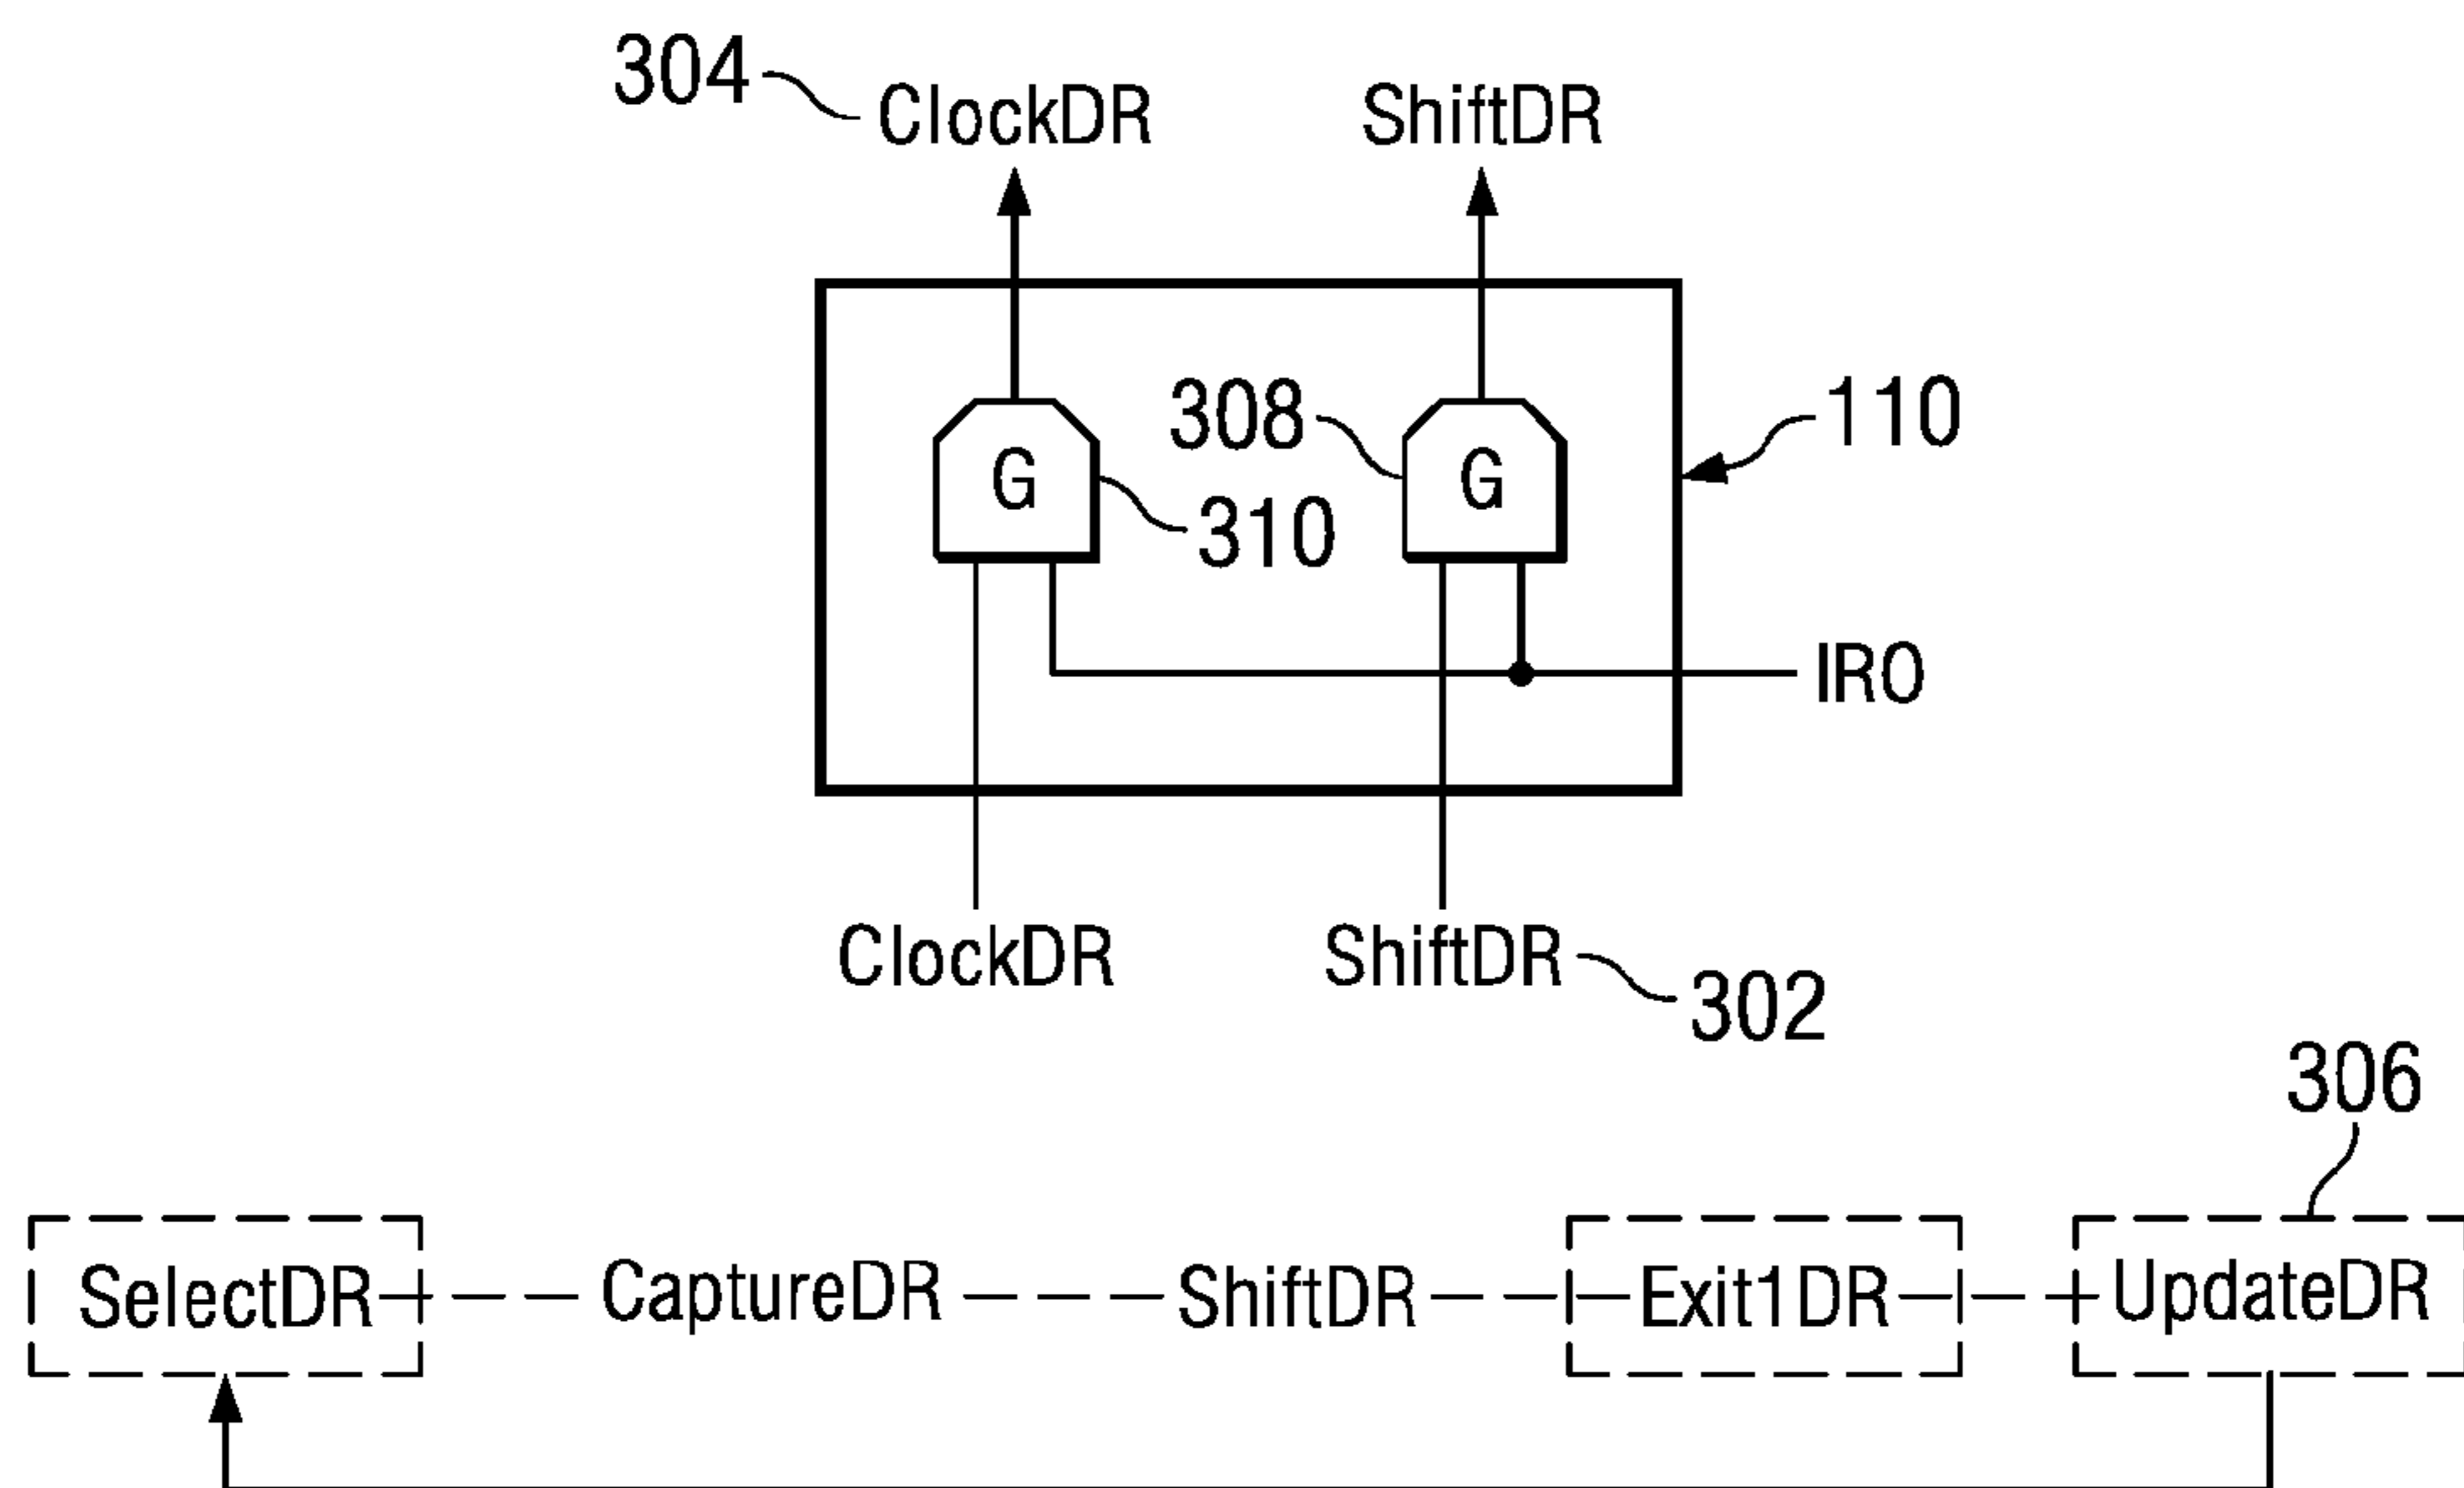 304 ClockDR ShiftDR
308 110
G G
310
IRO
ClockDR ShiftDR
302
306
SelectDR CaptureDR ShiftDR Exit1DR UpdateDR